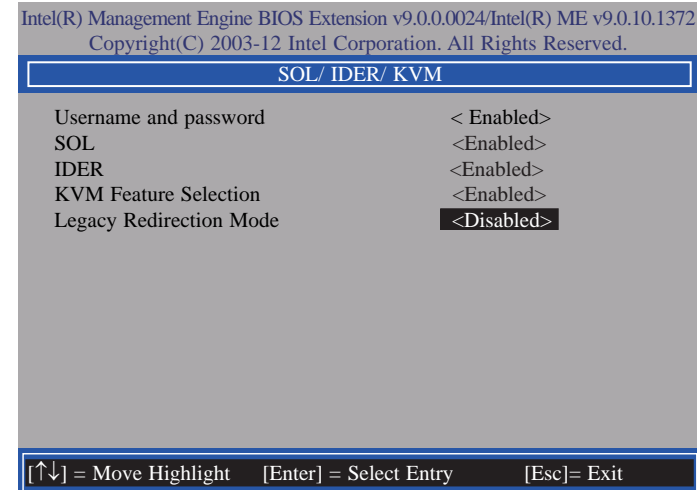 Intel(R) Management Engine BIOS Extension v9.0.0.0024/Intel(R) ME v9.0.10.1372
Copyright(C) 2003-12 Intel Corporation. All Rights Reserved.
SOL/ IDER/ KVM
Username and password < Enabled>
SOL <Enabled>
IDER <Enabled>
KVM Feature Selection <Enabled>
Legacy Redirection Mode <Disabled>
[↑↓] = Move Highlight [Enter] = Select Entry [Esc]= Exit